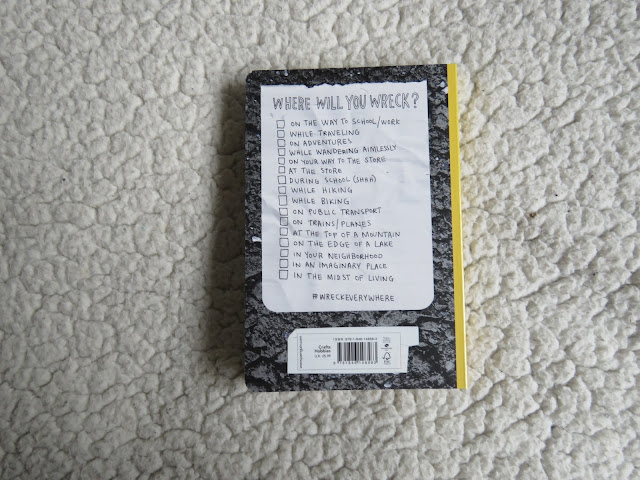 WHERE WILL YOU WRECK?
ON THE WAY TO SCHOOL/WORK
WHILE TRAVELING
ON ADVENTURES
WHILE WANDERING AIMLESSLY
ON YOUR WAY TO THE STORE
AT THE STORE
DURING SCHOOL (SHHH)
WHILE HIKING
WHILE BIKING
ON PUBLIC TRANSPORT
ON TRAINS/PLANES
AT THE TOP OF A MOUNTAIN
ON THE EDGE OF A LAKE
IN YOUR NEIGHBORHOOD
IN AN IMAGINARY PLACE
IN THE MIDST OF LIVING
#WRECKEVERYWHERE
Crafts
Hobbies
FSC